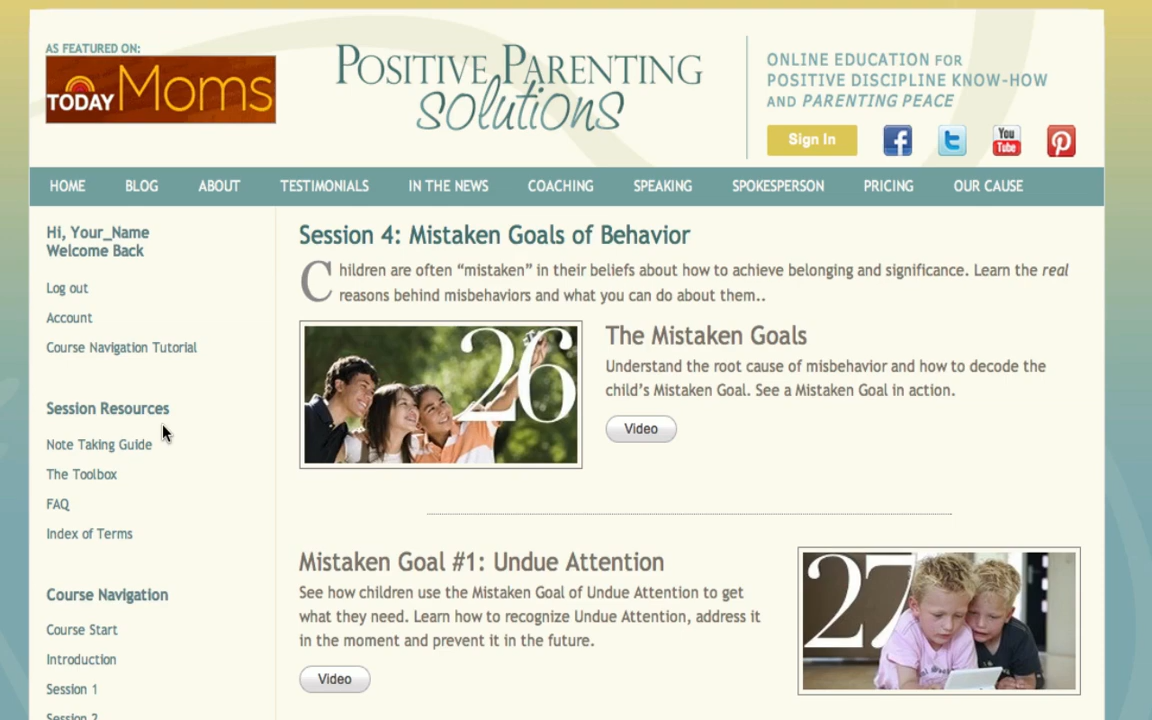 AS FEATURED ON:
TODAY Moms
POSITIVE PARENTING
solutions
ONLINE EDUCATION FOR
POSITIVE DISCIPLINE KNOW-HOW
AND PARENTING PEACE
Sign In
You
Tube
HOME BLOG ABOUT TESTIMONIALS IN THE NEWS COACHING SPEAKING SPOKESPERSON PRICING OUR CAUSE
Hi, Your_Name
Welcome Back
Log out
Account
Course Navigation Tutorial
Session Resources
Note Taking Guide
The Toolbox
FAQ
Index of Terms
Course Navigation
Course Start
Introduction
Session 1
Session 2
Session 4: Mistaken Goals of Behavior
Children are often “mistaken” in their beliefs about how to achieve belonging and significance. Learn the real
reasons behind misbehaviors and what you can do about them..
26
The Mistaken Goals
Understand the root cause of misbehavior and how to decode the
child’s Mistaken Goal. See a Mistaken Goal in action.
Video
Mistaken Goal #1: Undue Attention
See how children use the Mistaken Goal of Undue Attention to get
what they need. Learn how to recognize Undue Attention, address it
in the moment and prevent it in the future.
Video
27